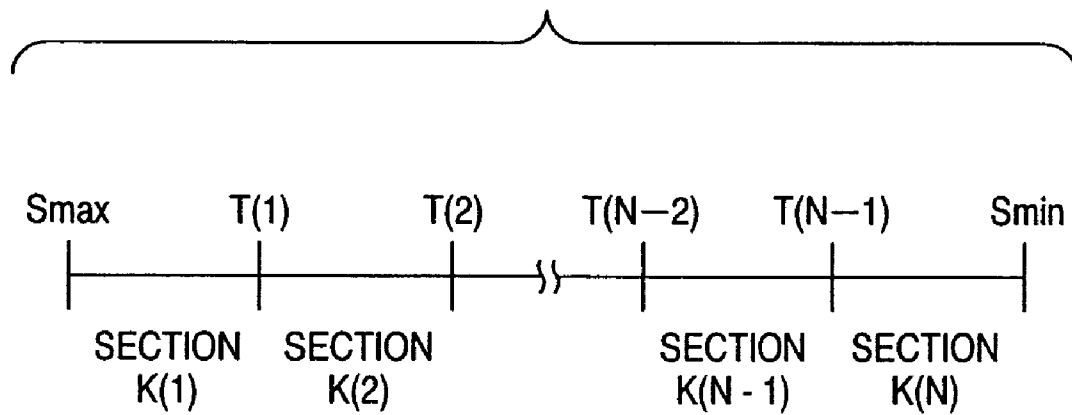 Smax T(1) T(2) T(N−2) T(N−1) Smin
SECTION SECTION SECTION SECTION
K(1) K(2) K(N - 1) K(N)